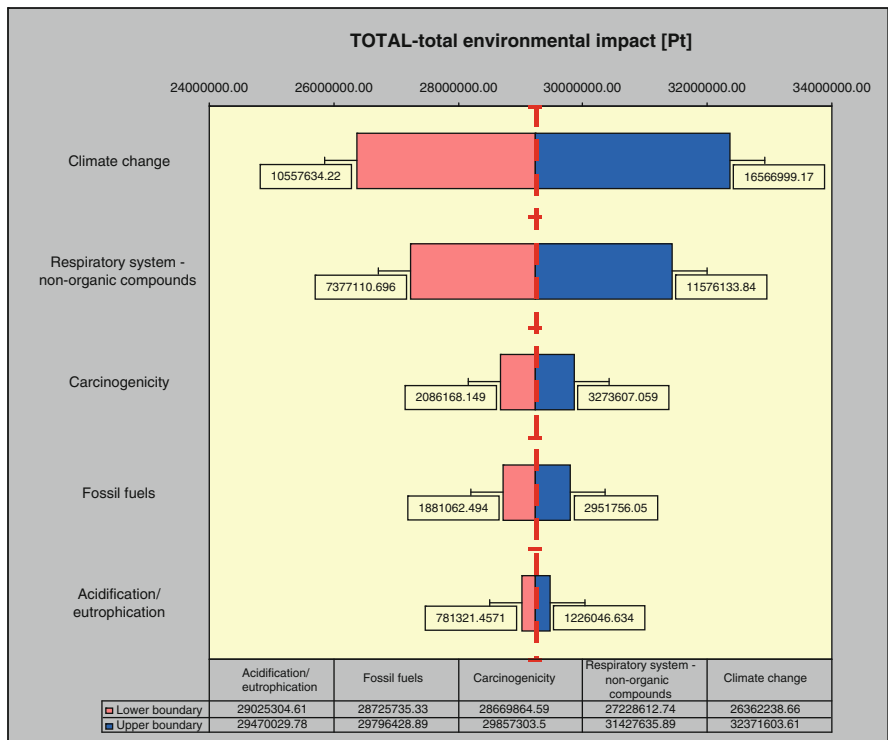 TOTAL-total environmental impact [Pt]
24000000.00 26000000.00 28000000.00 30000000.00 32000000.00 34000000.00
Climate change
10557634.22 16566999.17
Respiratory system -
non-organic compounds
7377110.696 11576133.84
Carcinogenicity
2086168.149 3273607.059
Fossil fuels
1881062.494 2951756.05
Acidification/
eutrophication
781321.4571 1226046.634
Acidification/
eutrophication Fossil fuels Carcinogenicity Respiratory system -
non-organic
compounds Climate change
Lower boundary 29025304.61 28725735.33 28669864.59 27228612.74 26362238.66
Upper boundary 29470029.78 29796428.89 29857303.5 31427635.89 32371603.61